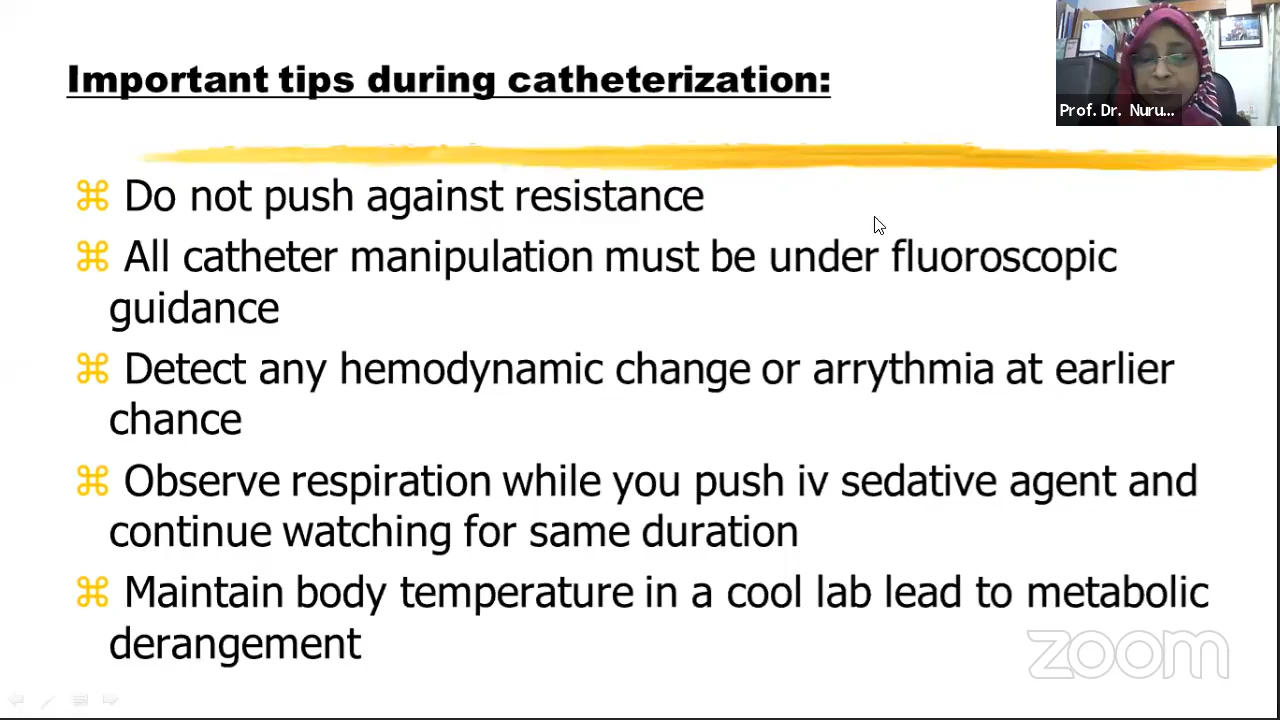 Important tips during catheterization:
Prof. Dr. Nuru...
⌘ Do not push against resistance
⌘ All catheter manipulation must be under fluoroscopic
guidance
⌘ Detect any hemodynamic change or arrythmia at earlier
chance
⌘ Observe respiration while you push iv sedative agent and
continue watching for same duration
⌘ Maintain body temperature in a cool lab lead to metabolic
derangement
zoom